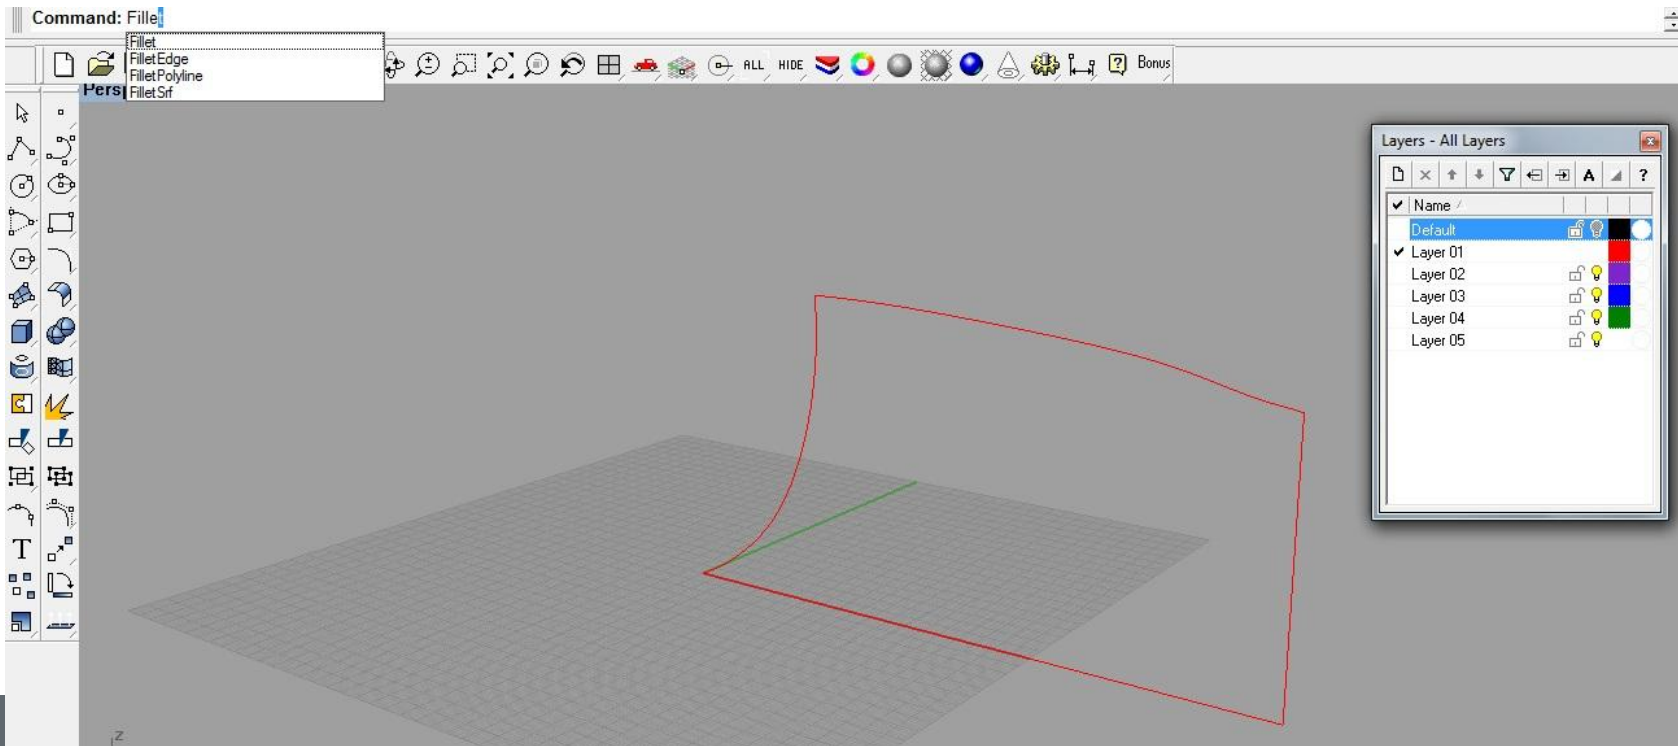 Command: Fillet
Fillet
FilletEdge
FilletPolyline
FilletSrf
ALL HIDE Bonus
Pers
Layers - All Layers
A ?
Name
Default
Layer 01
Layer 02
Layer 03
Layer 04
Layer 05
T
z